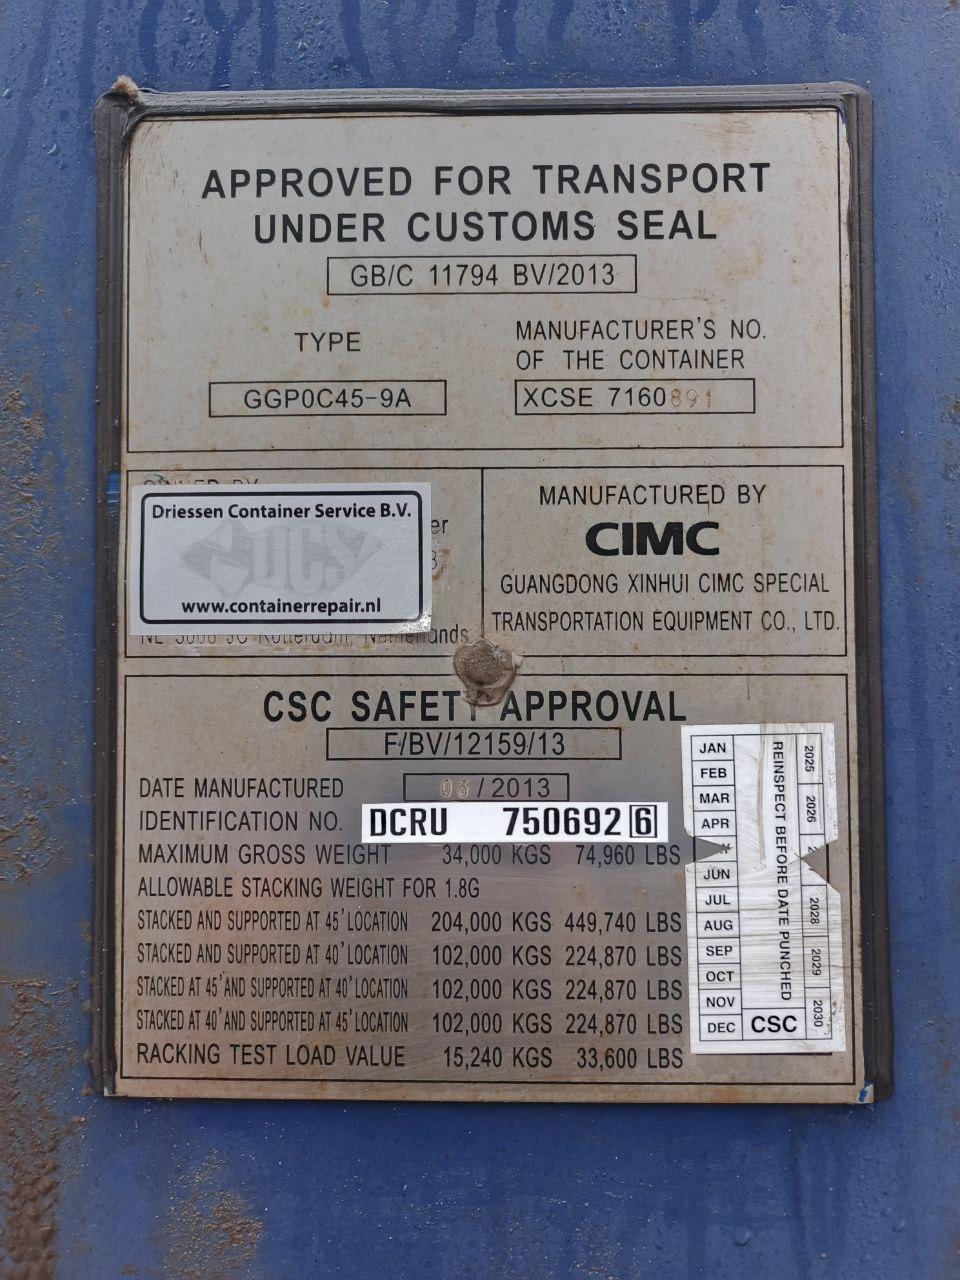 APPROVED FOR TRANSPORT
UNDER CUSTOMS SEAL
GB/C 11794 BV/2013
TYPE
GGP0C45-9A
MANUFACTURER'S NO.
OF THE CONTAINER
XCSE 7160891
OWNED BY
Driessen Container Service B.V.
DCS
www.containerrepair.nl
Rotterdam, Netherlands
MANUFACTURED BY
CIMC
GUANGDONG XINHUI CIMC SPECIAL
TRANSPORTATION EQUIPMENT CO., LTD.
CSC SAFETY APPROVAL
F/BV/12159/13
DATE MANUFACTURED 03/2013
IDENTIFICATION NO. DCRU 750692 6
MAXIMUM GROSS WEIGHT 34,000 KGS 74,960 LBS
ALLOWABLE STACKING WEIGHT FOR 1.8G
STACKED AND SUPPORTED AT 45' LOCATION 204,000 KGS 449,740 LBS
STACKED AND SUPPORTED AT 40' LOCATION 102,000 KGS 224,870 LBS
STACKED AT 45' AND SUPPORTED AT 40' LOCATION 102,000 KGS 224,870 LBS
STACKED AT 40' AND SUPPORTED AT 45' LOCATION 102,000 KGS 224,870 LBS
RACKING TEST LOAD VALUE 15,240 KGS 33,600 LBS
JAN
FEB
MAR
APR
JUN
JUL
AUG
SEP
OCT
NOV
DEC
REINSPECT BEFORE DATE PUNCHED
CSC
2025
2026
2028
2029
2030